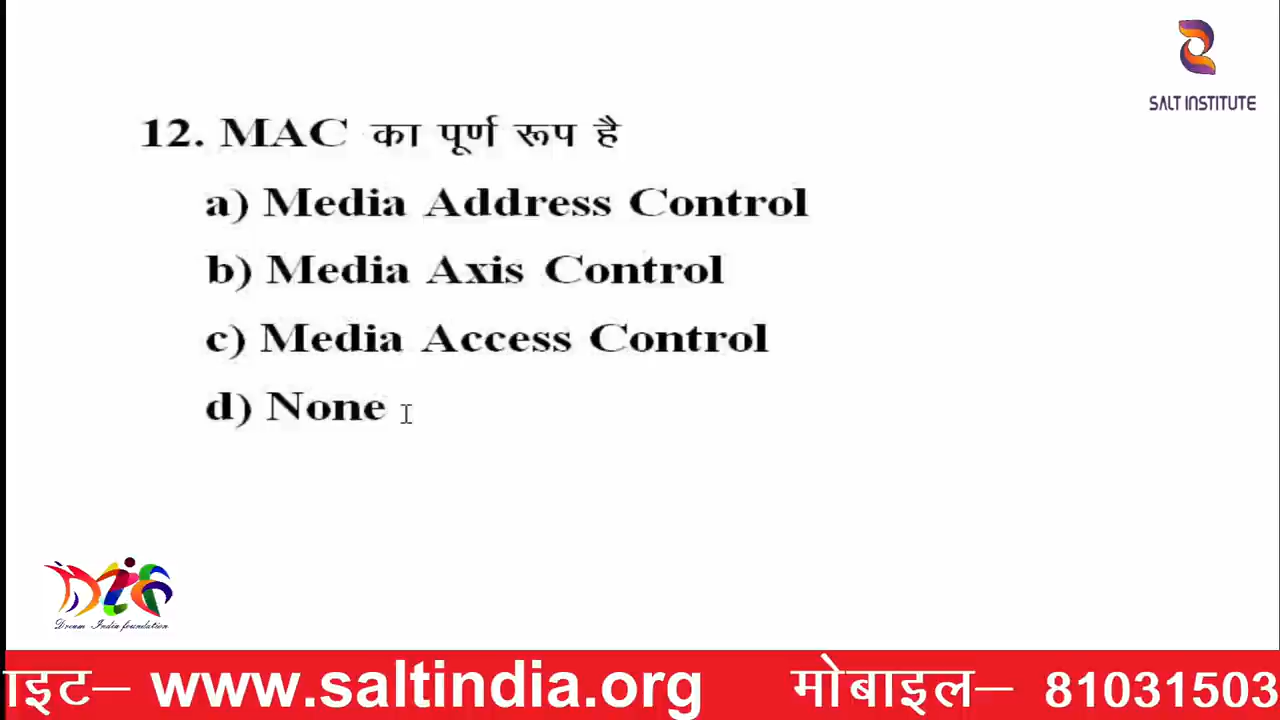 SALT INSTITUTE
12. MAC का पूर्ण रूप है
a) Media Address Control
b) Media Axis Control
c) Media Access Control
d) None
Dream India foundation
ाइट– www.saltindia.org मोबाइल– 81031503